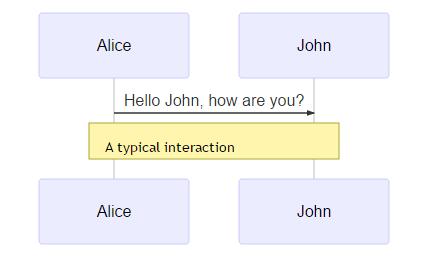 Alice
John
Hello John, how are you?
A typical interaction
Alice
John